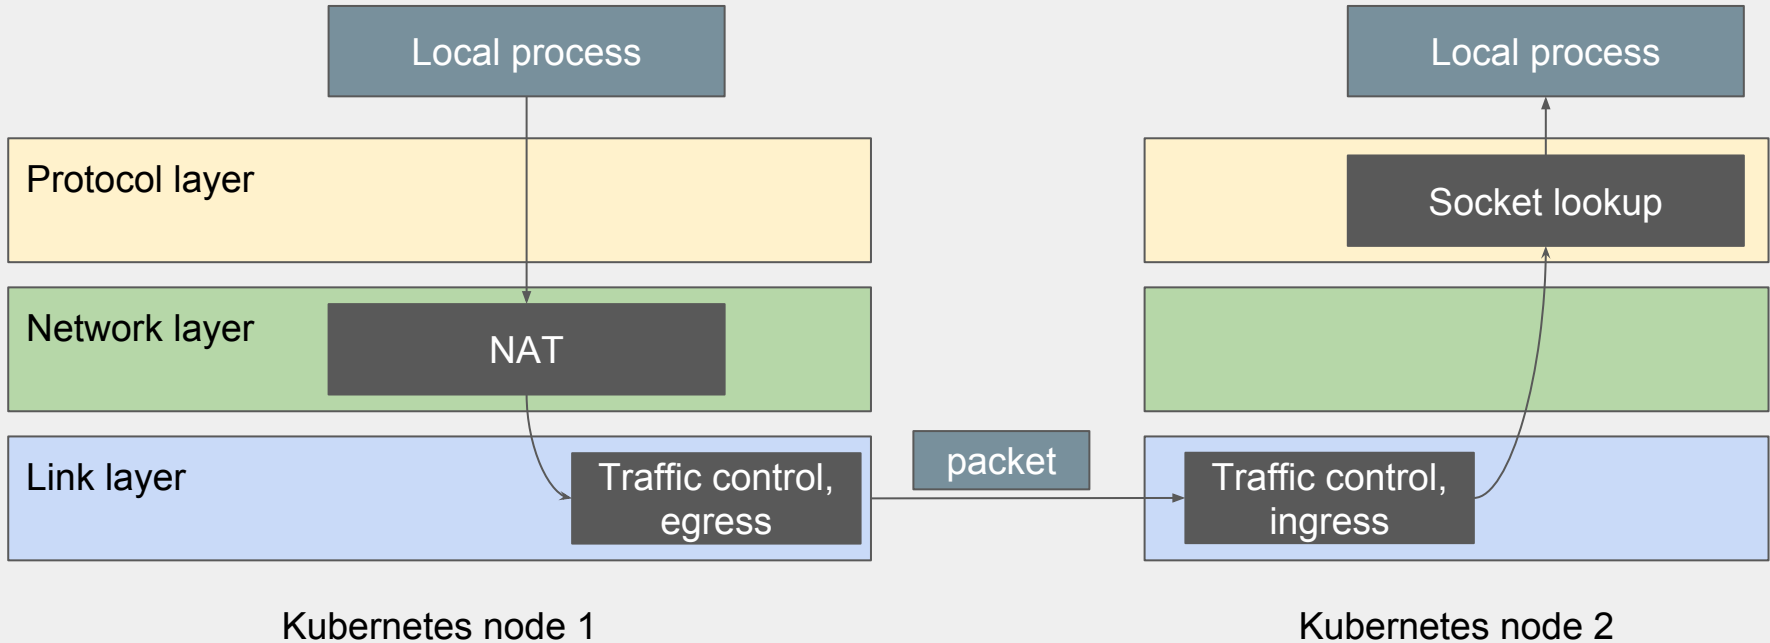 Local process
Local process
Protocol layer
Socket lookup
Network layer
NAT
Link layer
Traffic control,
egress
packet
Traffic control,
ingress
Kubernetes node 1
Kubernetes node 2